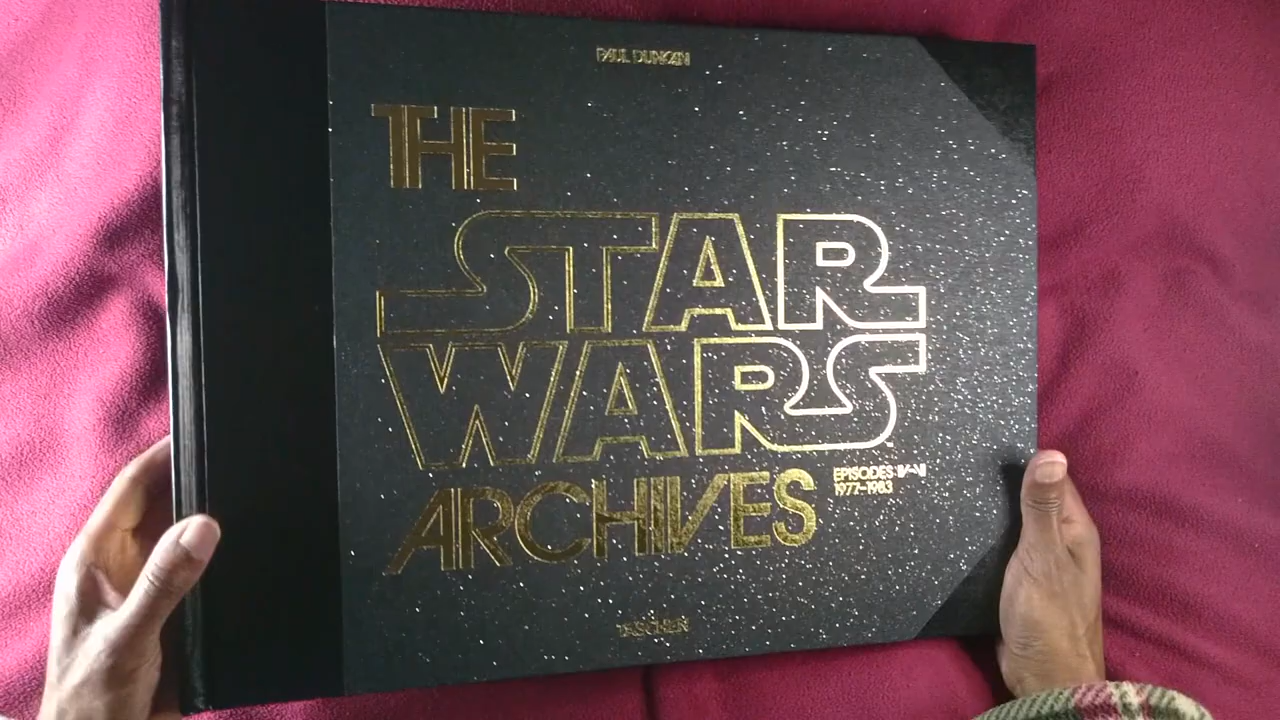 PAUL DUNCAN
THE
STAR
WARS
ARCHIVES
EPISODES IV–VI
1977–1983
TASCHEN